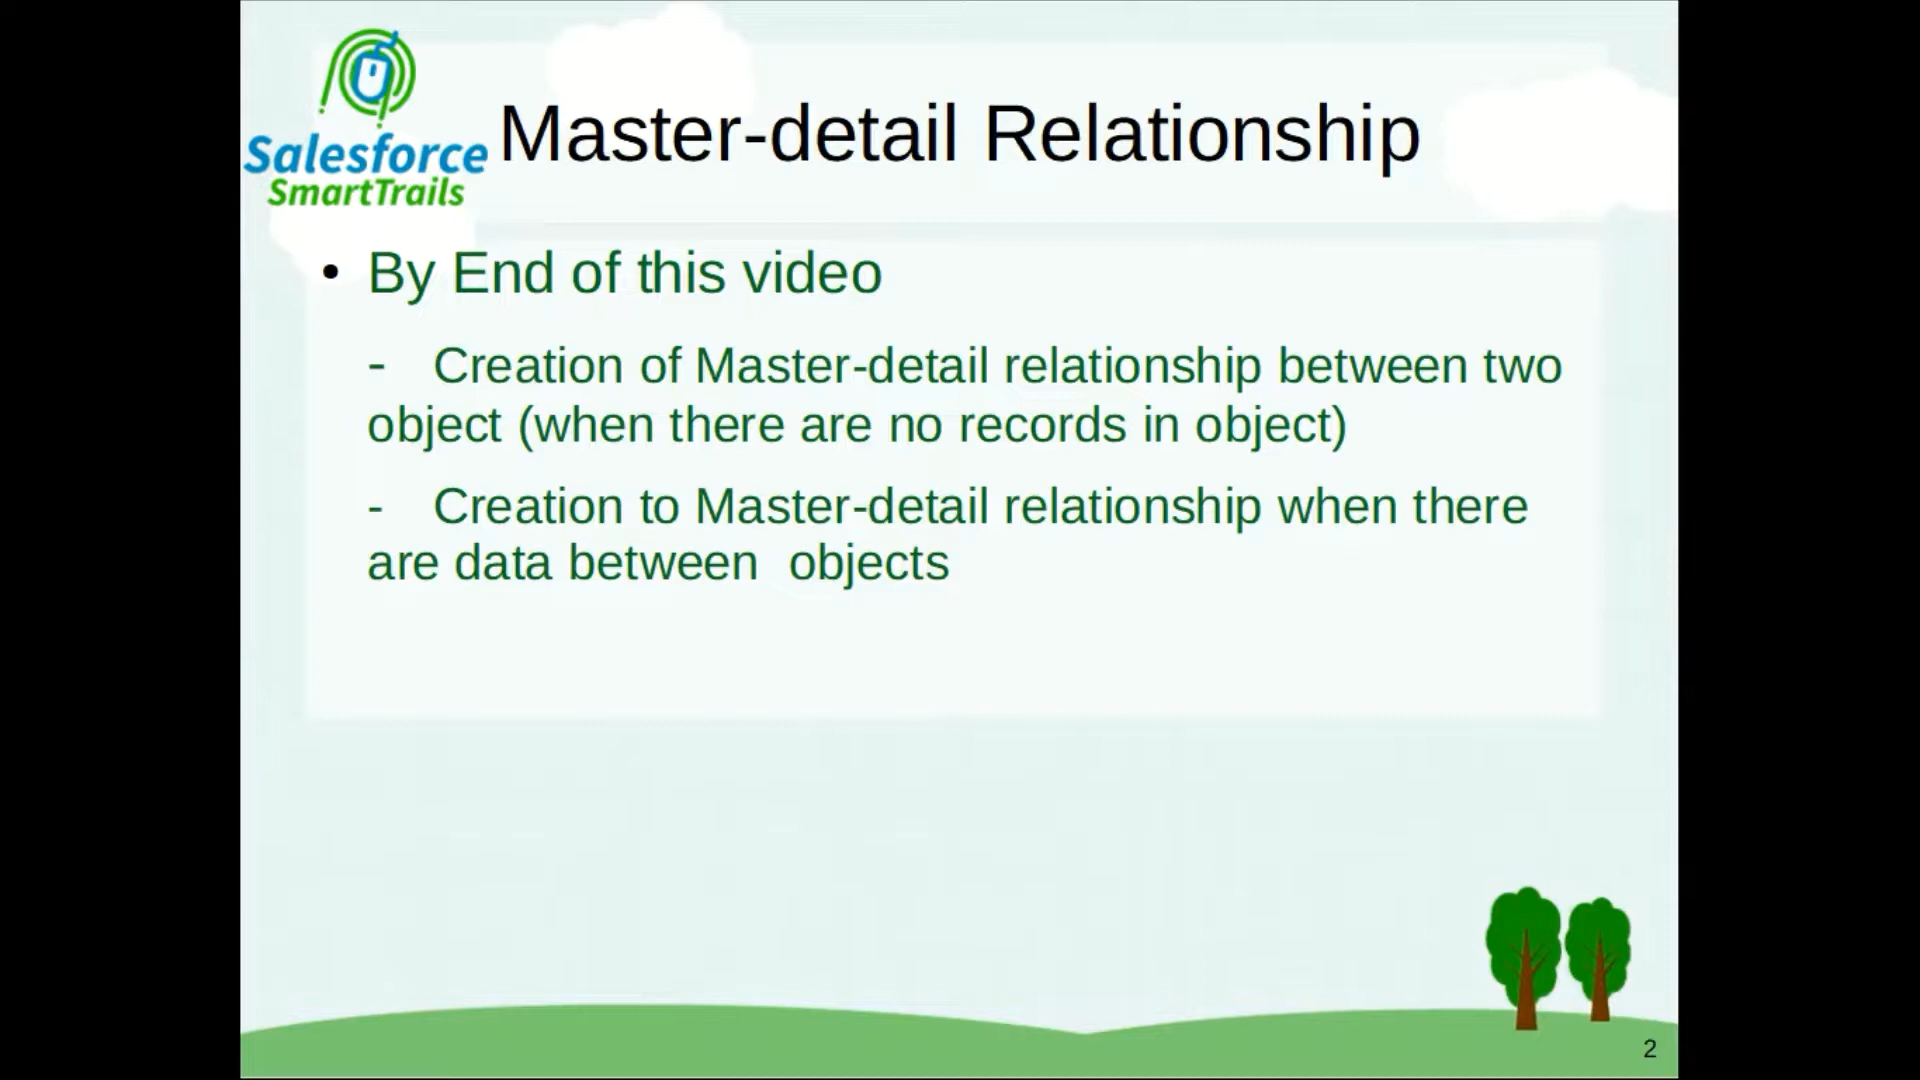 Salesforce
SmartTrails
Master-detail Relationship
• By End of this video
- Creation of Master-detail relationship between two
object (when there are no records in object)
- Creation to Master-detail relationship when there
are data between  objects
2